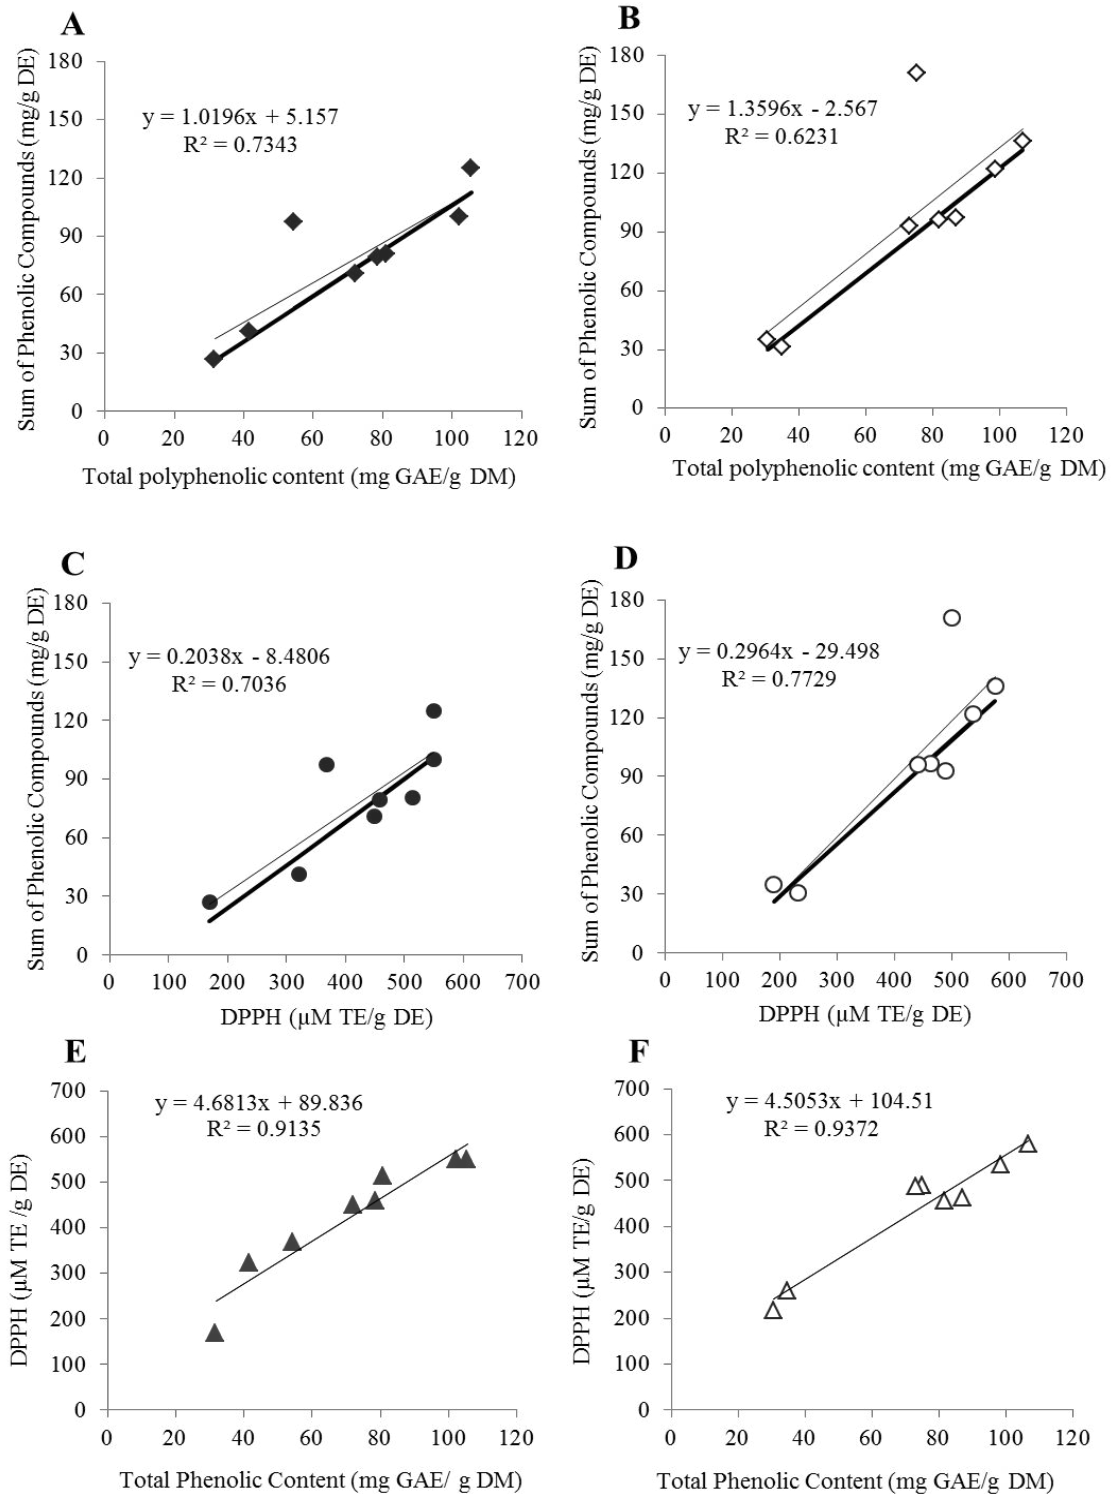 A
Sum of Phenolic Compounds (mg/g DE)
180
150
120
90
60
30
0
y = 1.0196x + 5.157
R² = 0.7343
0 20 40 60 80 100 120
Total polyphenolic content (mg GAE/g DM)
B
Sum of Phenolic Compounds (mg/g DE)
180
150
120
90
60
30
0
y = 1.3596x - 2.567
R² = 0.6231
0 20 40 60 80 100 120
Total polyphenolic content (mg GAE/g DM)
C
Sum of Phenolic Compounds (mg/g DE)
180
150
120
90
60
30
0
y = 0.2038x - 8.4806
R² = 0.7036
0 100 200 300 400 500 600 700
DPPH (µM TE/g DE)
D
Sum of Phenolic Compounds (mg/g DE)
180
150
120
90
60
30
0
y = 0.2964x - 29.498
R² = 0.7729
0 100 200 300 400 500 600 700
DPPH (µM TE/g DE)
E
DPPH (µM TE /g DE)
700
600
500
400
300
200
100
0
y = 4.6813x + 89.836
R² = 0.9135
0 20 40 60 80 100 120
Total Phenolic Content (mg GAE/ g DM)
F
DPPH (µM TE/g DE)
700
600
500
400
300
200
100
0
y = 4.5053x + 104.51
R² = 0.9372
0 20 40 60 80 100 120
Total Phenolic Content (mg GAE/g DM)